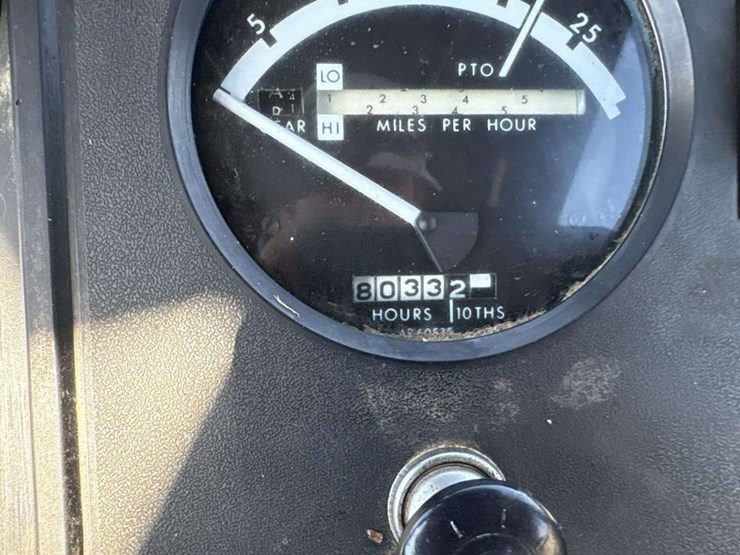 5 25
LO PTO
1 2 3 4 5
2 3 4 5
HI MILES PER HOUR
80332
HOURS 10THS